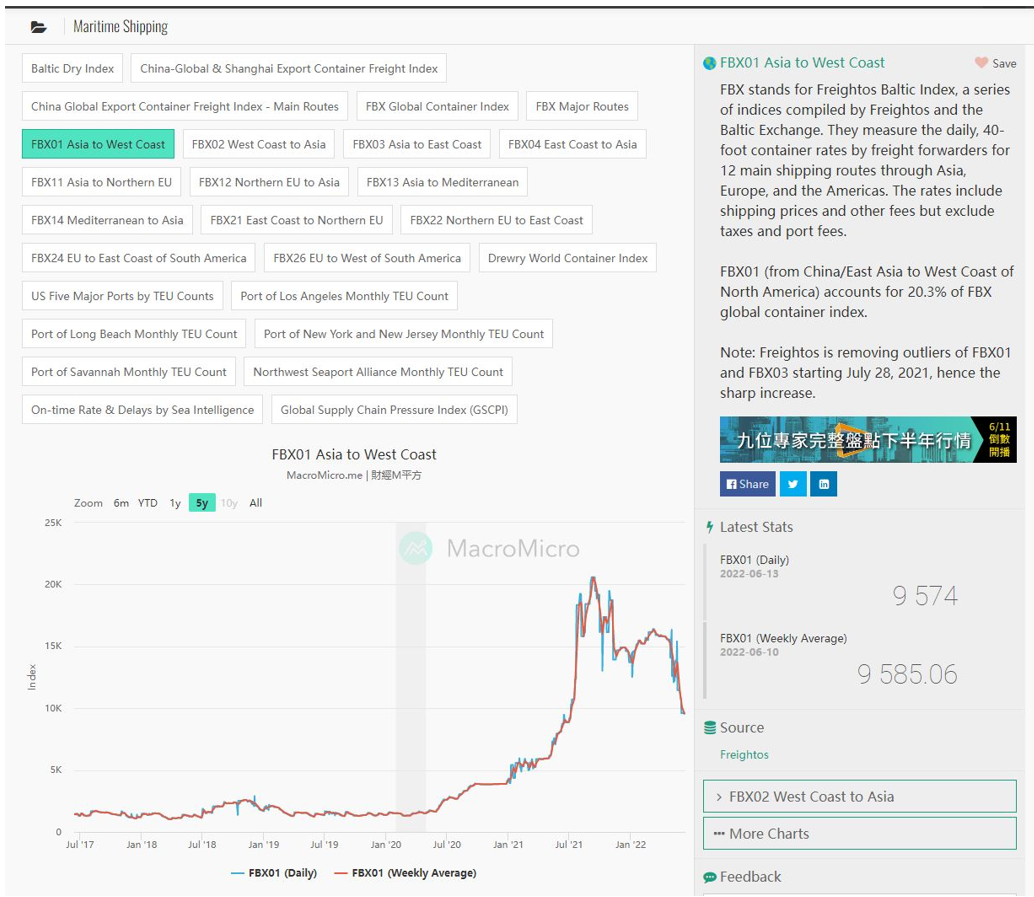 Maritime Shipping
Baltic Dry Index
China-Global & Shanghai Export Container Freight Index
China Global Export Container Freight Index - Main Routes
FBX Global Container Index
FBX Major Routes
FBX01 Asia to West Coast
FBX02 West Coast to Asia
FBX03 Asia to East Coast
FBX04 East Coast to Asia
FBX11 Asia to Northern EU
FBX12 Northern EU to Asia
FBX13 Asia to Mediterranean
FBX14 Mediterranean to Asia
FBX21 East Coast to Northern EU
FBX22 Northern EU to East Coast
FBX24 EU to East Coast of South America
FBX26 EU to West of South America
Drewry World Container Index
US Five Major Ports by TEU Counts
Port of Los Angeles Monthly TEU Count
Port of Long Beach Monthly TEU Count
Port of New York and New Jersey Monthly TEU Count
Port of Savannah Monthly TEU Count
Northwest Seaport Alliance Monthly TEU Count
On-time Rate & Delays by Sea Intelligence
Global Supply Chain Pressure Index (GSCPI)
FBX01 Asia to West Coast
MacroMicro.me | 財經M平方
Zoom 6m YTD 1y 5y 10y All
MacroMicro
Index
25K
20K
15K
10K
5K
0
Jul '17 Jan '18 Jul '18 Jan '19 Jul '19 Jan '20 Jul '20 Jan '21 Jul '21 Jan '22
FBX01 (Daily) FBX01 (Weekly Average)
FBX01 Asia to West Coast
Save
FBX stands for Freightos Baltic Index, a series
of indices compiled by Freightos and the
Baltic Exchange. They measure the daily, 40-
foot container rates by freight forwarders for
12 main shipping routes through Asia,
Europe, and the Americas. The rates include
shipping prices and other fees but exclude
taxes and port fees.
FBX01 (from China/East Asia to West Coast of
North America) accounts for 20.3% of FBX
global container index.
Note: Freightos is removing outliers of FBX01
and FBX03 starting July 28, 2021, hence the
sharp increase.
九位專家完整盤點下半年行情
6/11
倒數
開播
Share
Latest Stats
FBX01 (Daily)
2022-06-13
9 574
FBX01 (Weekly Average)
2022-06-10
9 585.06
Source
Freightos
FBX02 West Coast to Asia
More Charts
Feedback